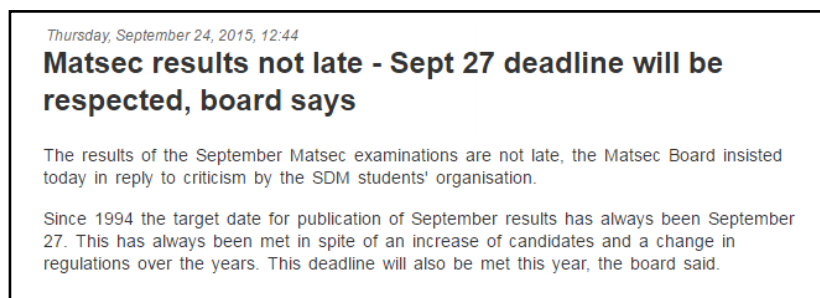 Thursday, September 24, 2015, 12:44
Matsec results not late - Sept 27 deadline will be
respected, board says
The results of the September Matsec examinations are not late, the Matsec Board insisted
today in reply to criticism by the SDM students' organisation.
Since 1994 the target date for publication of September results has always been September
27. This has always been met in spite of an increase of candidates and a change in
regulations over the years. This deadline will also be met this year, the board said.